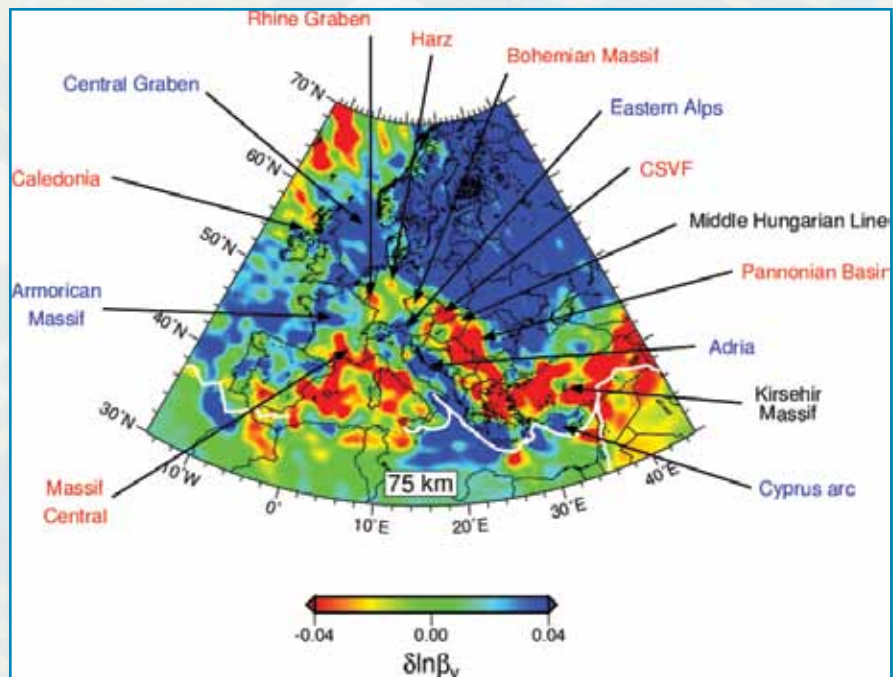 Rhine Graben
Harz
Bohemian Massif
Central Graben
Eastern Alps
Caledonia
CSVF
Middle Hungarian Line
Armorican
Massif
Pannonian Basin
Adria
Kirsehir
Massif
Massif
Central
Cyprus arc
70˚N
60˚N
50˚N
40˚N
30˚N
10˚W
0˚
10˚E
20˚E
30˚E
40˚E
75 km
-0.04
0.00
0.04
δlnβv